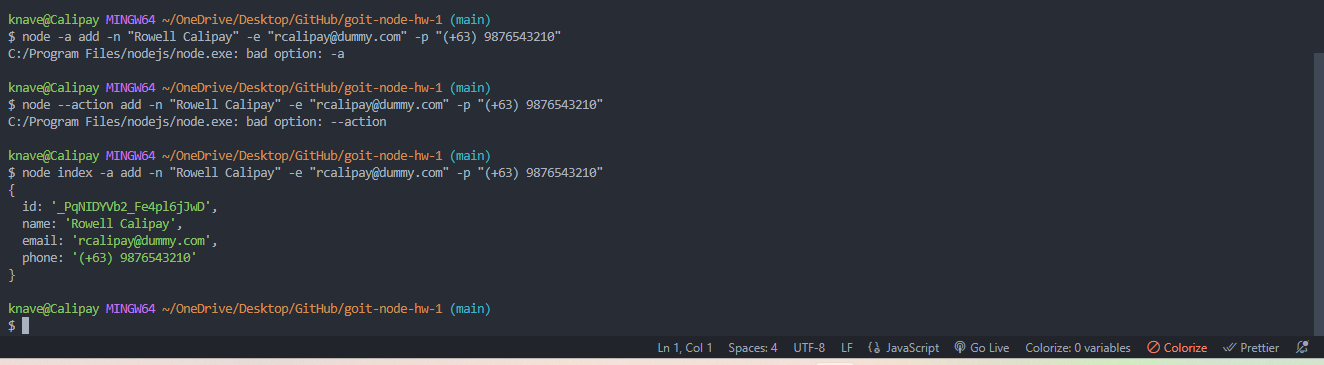 knave@Calipay MINGW64 ~/OneDrive/Desktop/GitHub/goit-node-hw-1 (main)
$ node -a add -n "Rowell Calipay" -e "rcalipay@dummy.com" -p "(+63) 9876543210"
C:/Program Files/nodejs/node.exe: bad option: -a
knave@Calipay MINGW64 ~/OneDrive/Desktop/GitHub/goit-node-hw-1 (main)
$ node --action add -n "Rowell Calipay" -e "rcalipay@dummy.com" -p "(+63) 9876543210"
C:/Program Files/nodejs/node.exe: bad option: --action
knave@Calipay MINGW64 ~/OneDrive/Desktop/GitHub/goit-node-hw-1 (main)
$ node index -a add -n "Rowell Calipay" -e "rcalipay@dummy.com" -p "(+63) 9876543210"
{
  id: '_PqNIDYVb2_Fe4pl6jJwD',
  name: 'Rowell Calipay',
  email: 'rcalipay@dummy.com',
  phone: '(+63) 9876543210'
}
knave@Calipay MINGW64 ~/OneDrive/Desktop/GitHub/goit-node-hw-1 (main)
$
Ln 1, Col 1 Spaces: 4 UTF-8 LF JavaScript Go Live Colorize: 0 variables Colorize Prettier